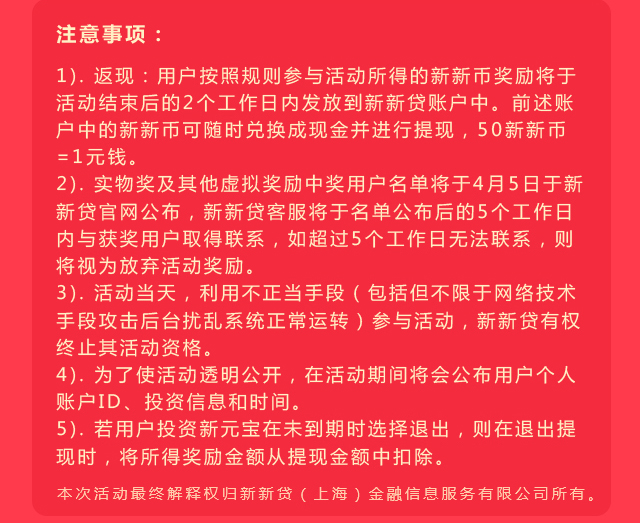 注意事项：
1). 返现：用户按照规则参与活动所得的新新币奖励将于
活动结束后的2个工作日内发放到新新贷账户中。前述账
户中的新新币可随时兑换成现金并进行提现，50新新币
=1元钱。
2). 实物奖及其他虚拟奖励中奖用户名单将于4月5日于新
新贷官网公布，新新贷客服将于名单公布后的5个工作日
内与获奖用户取得联系，如超过5个工作日无法联系，则
将视为放弃活动奖励。
3). 活动当天，利用不正当手段（包括但不限于网络技术
手段攻击后台扰乱系统正常运转）参与活动，新新贷有权
终止其活动资格。
4). 为了使活动透明公开，在活动期间将会公布用户个人
账户ID、投资信息和时间。
5). 若用户投资新元宝在未到期时选择退出，则在退出提
现时，将所得奖励金额从提现金额中扣除。
本次活动最终解释权归新新贷（上海）金融信息服务有限公司所有。